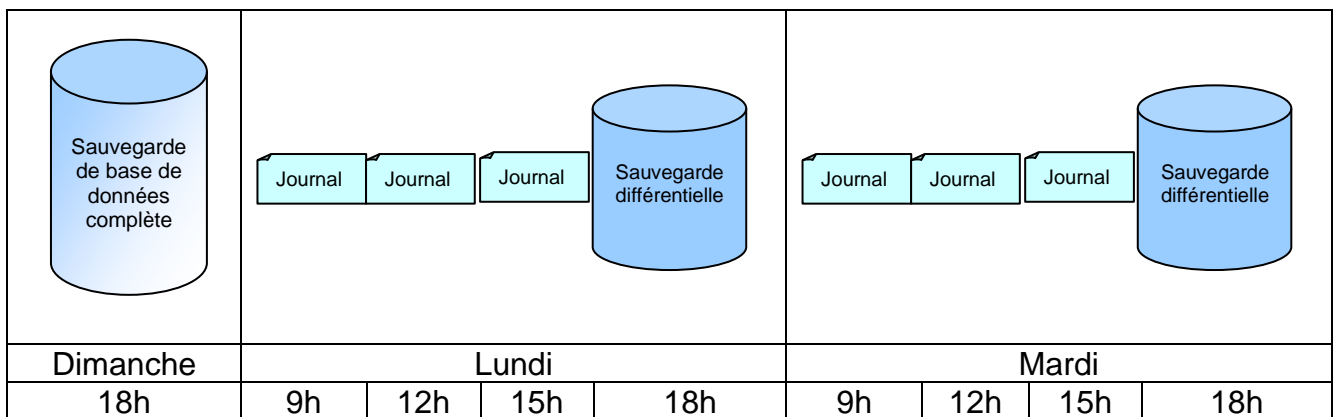 Sauvegarde
de base de
données
complète
Journal
Journal
Journal
Sauvegarde
différentielle
Journal
Journal
Journal
Sauvegarde
différentielle
Dimanche
Lundi
Mardi
18h
9h
12h
15h
18h
9h
12h
15h
18h